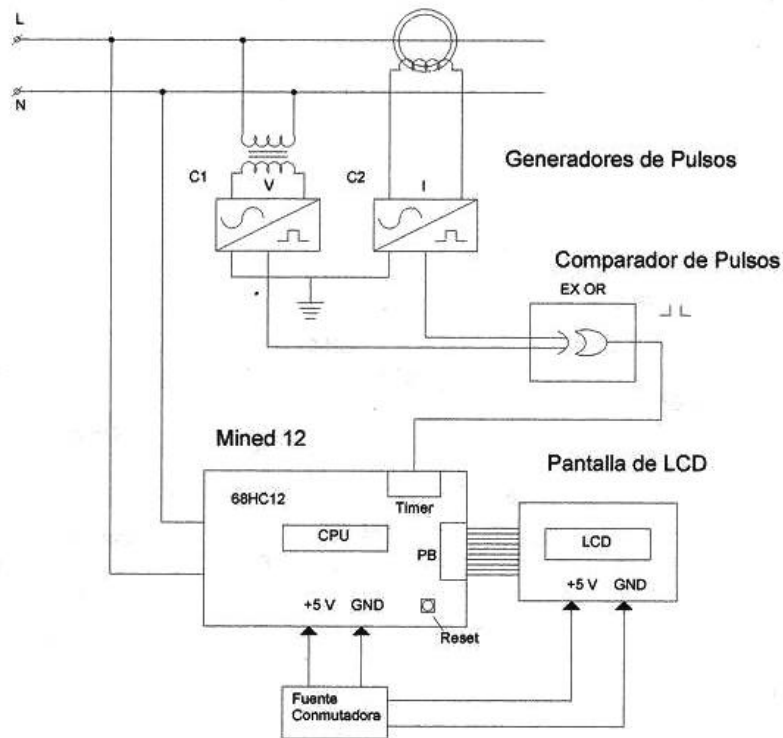 L
N
Generadores de Pulsos
C1
V
C2
I
Comparador de Pulsos
EX OR
Mined 12
Pantalla de LCD
68HC12
Timer
CPU
PB
LCD
+5 V GND
+5 V GND
Reset
Fuente
Conmutadora